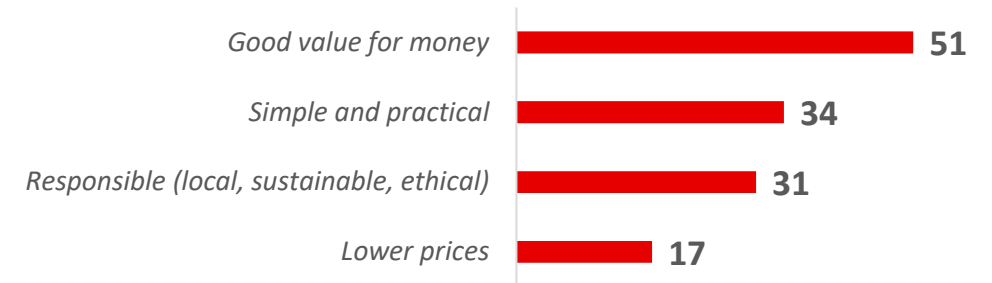 Good value for money 51
Simple and practical 34
Responsible (local, sustainable, ethical) 31
Lower prices 17